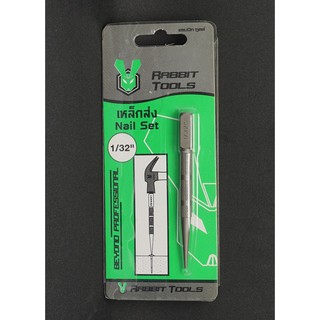 RABBIT
TOOLS
เหล็กส่ง
Nail Set
1/32"
BEYOND PROFESSIONAL
RABBIT TOOLS